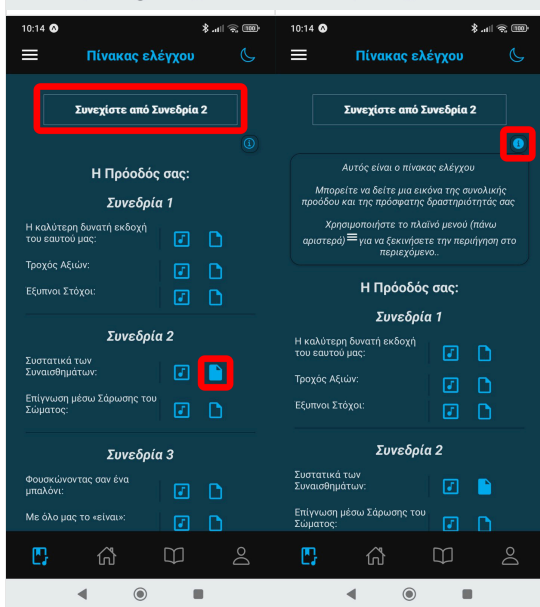 10:14
100
Πίνακας ελέγχου
Συνεχίστε από Συνεδρία 2
Η Πρόοδός σας:
Συνεδρία 1
Η καλύτερη δυνατή εκδοχή
του εαυτού μας:
Τροχός Αξιών:
Εξυπνοι Στόχοι:
Συνεδρία 2
Συστατικά των
Συναισθημάτων:
Επίγνωση μέσω Σάρωσης του
Σώματος:
Συνεδρία 3
Φουσκώνοντας σαν ένα
μπαλόνι:
Με όλο μας το «είναι»:
10:14
100
Πίνακας ελέγχου
Συνεχίστε από Συνεδρία 2
Αυτός είναι ο πίνακας ελέγχου
Μπορείτε να δείτε μια εικόνα της συνολικής
προόδου και της πρόσφατης δραστηριότητάς σας
Χρησιμοποιήστε το πλαϊνό μενού (πάνω
αριστερά) για να ξεκινήσετε την περιήγηση στο
περιεχόμενο..
Η Πρόοδός σας:
Συνεδρία 1
Η καλύτερη δυνατή εκδοχή
του εαυτού μας:
Τροχός Αξιών:
Εξυπνοι Στόχοι:
Συνεδρία 2
Συστατικά των
Συναισθημάτων:
Επίγνωση μέσω Σάρωσης του
Σώματος: